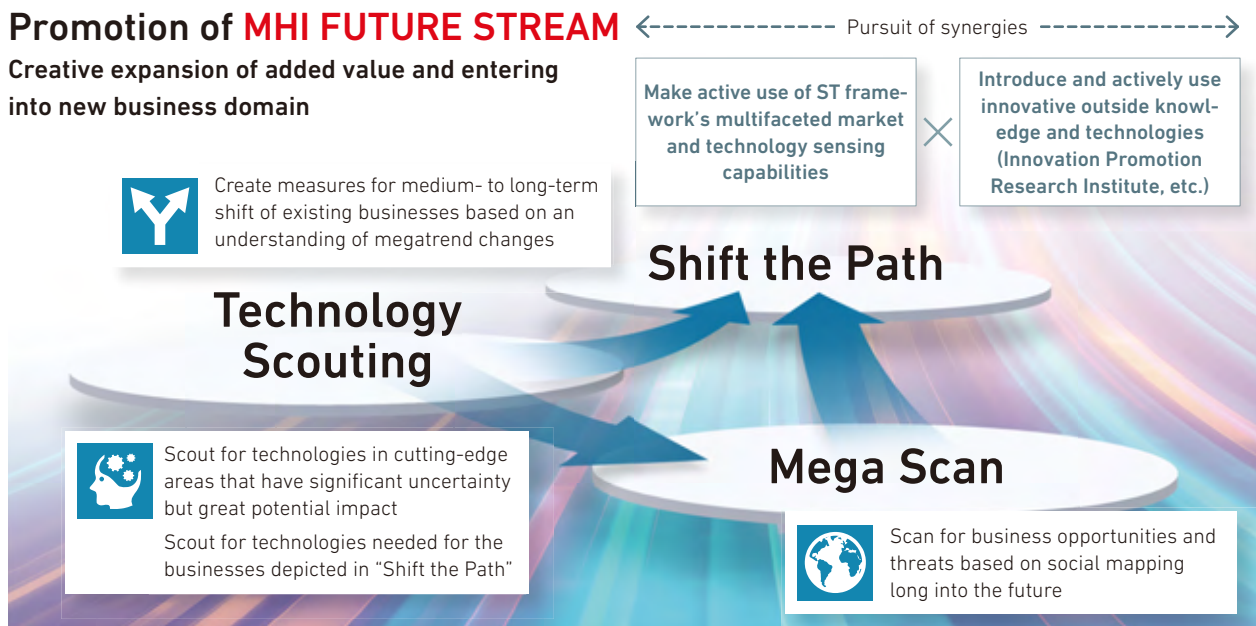 Promotion of MHI FUTURE STREAM
Creative expansion of added value and entering
into new business domain
Pursuit of synergies
Make active use of ST frame-
work's multifaceted market
and technology sensing
capabilities
×
Introduce and actively use
innovative outside knowl-
edge and technologies
(Innovation Promotion
Research Institute, etc.)
Create measures for medium- to long-term
shift of existing businesses based on an
understanding of megatrend changes
Shift the Path
Technology
Scouting
Scout for technologies in cutting-edge
areas that have significant uncertainty
but great potential impact
Scout for technologies needed for the
businesses depicted in “Shift the Path”
Mega Scan
Scan for business opportunities and
threats based on social mapping
long into the future